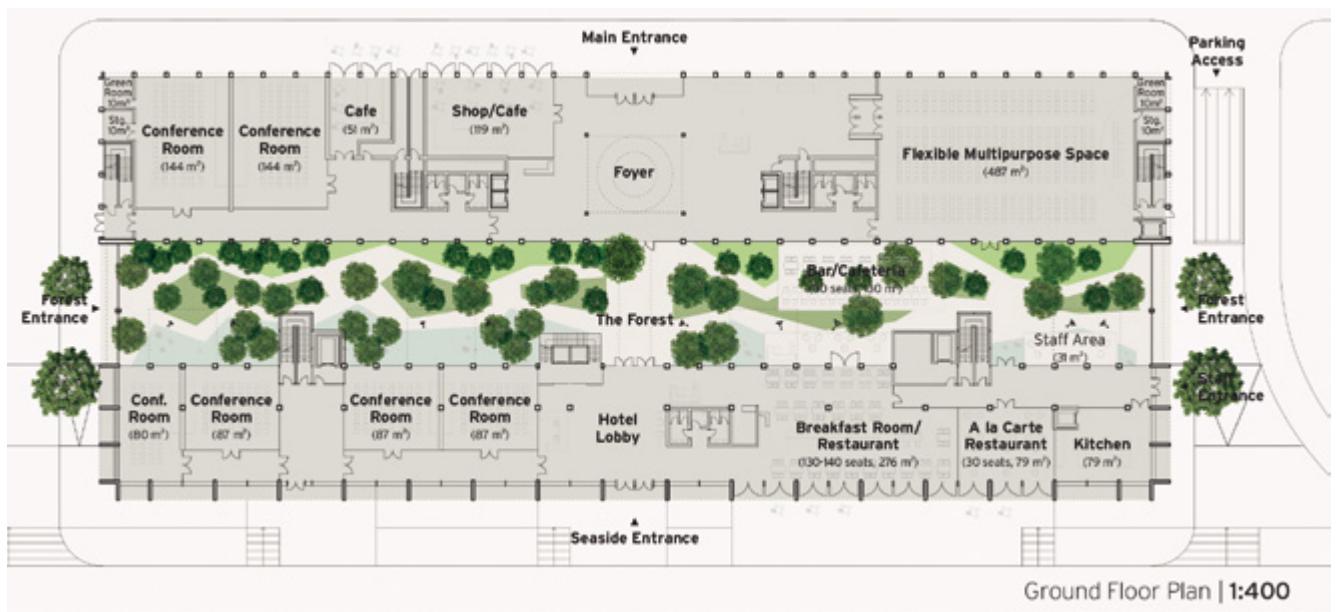 Main Entrance
Parking
Access
Green
Room
10m²
Stg.
10m²
Conference
Room
(144 m²)
Conference
Room
(144 m²)
Cafe
(51 m²)
Shop/Cafe
(119 m²)
Foyer
Flexible Multipurpose Space
(487 m²)
Green
Room
10m²
Stg.
10m²
Forest
Entrance
Bar/Cafeteria
The Forest
Forest
Entrance
Staff Area
(31 m²)
Entrance
Conf.
Room
(80 m²)
Conference
Room
(87 m²)
Conference
Room
(87 m²)
Conference
Room
(87 m²)
Hotel
Lobby
Breakfast Room/
Restaurant
(130-140 seats, 276 m²)
A la Carte
Restaurant
(30 seats, 79 m²)
Kitchen
(79 m²)
Seaside Entrance
Ground Floor Plan | 1:400